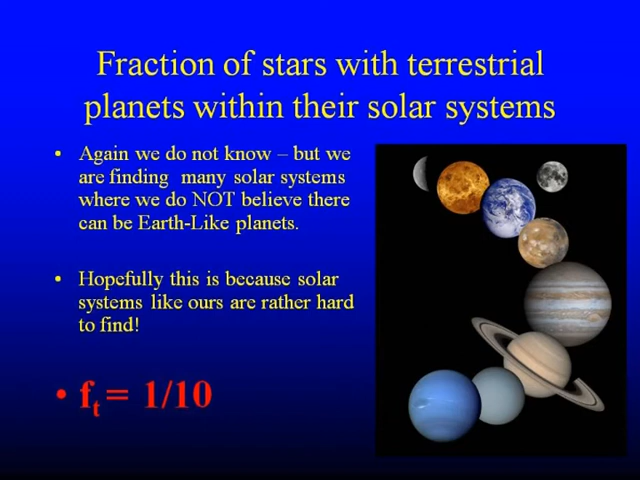 Fraction of stars with terrestrial
planets within their solar systems
• Again we do not know – but we
are finding many solar systems
where we do NOT believe there
can be Earth-Like planets.
• Hopefully this is because solar
systems like ours are rather hard
to find!
• ft = 1/10